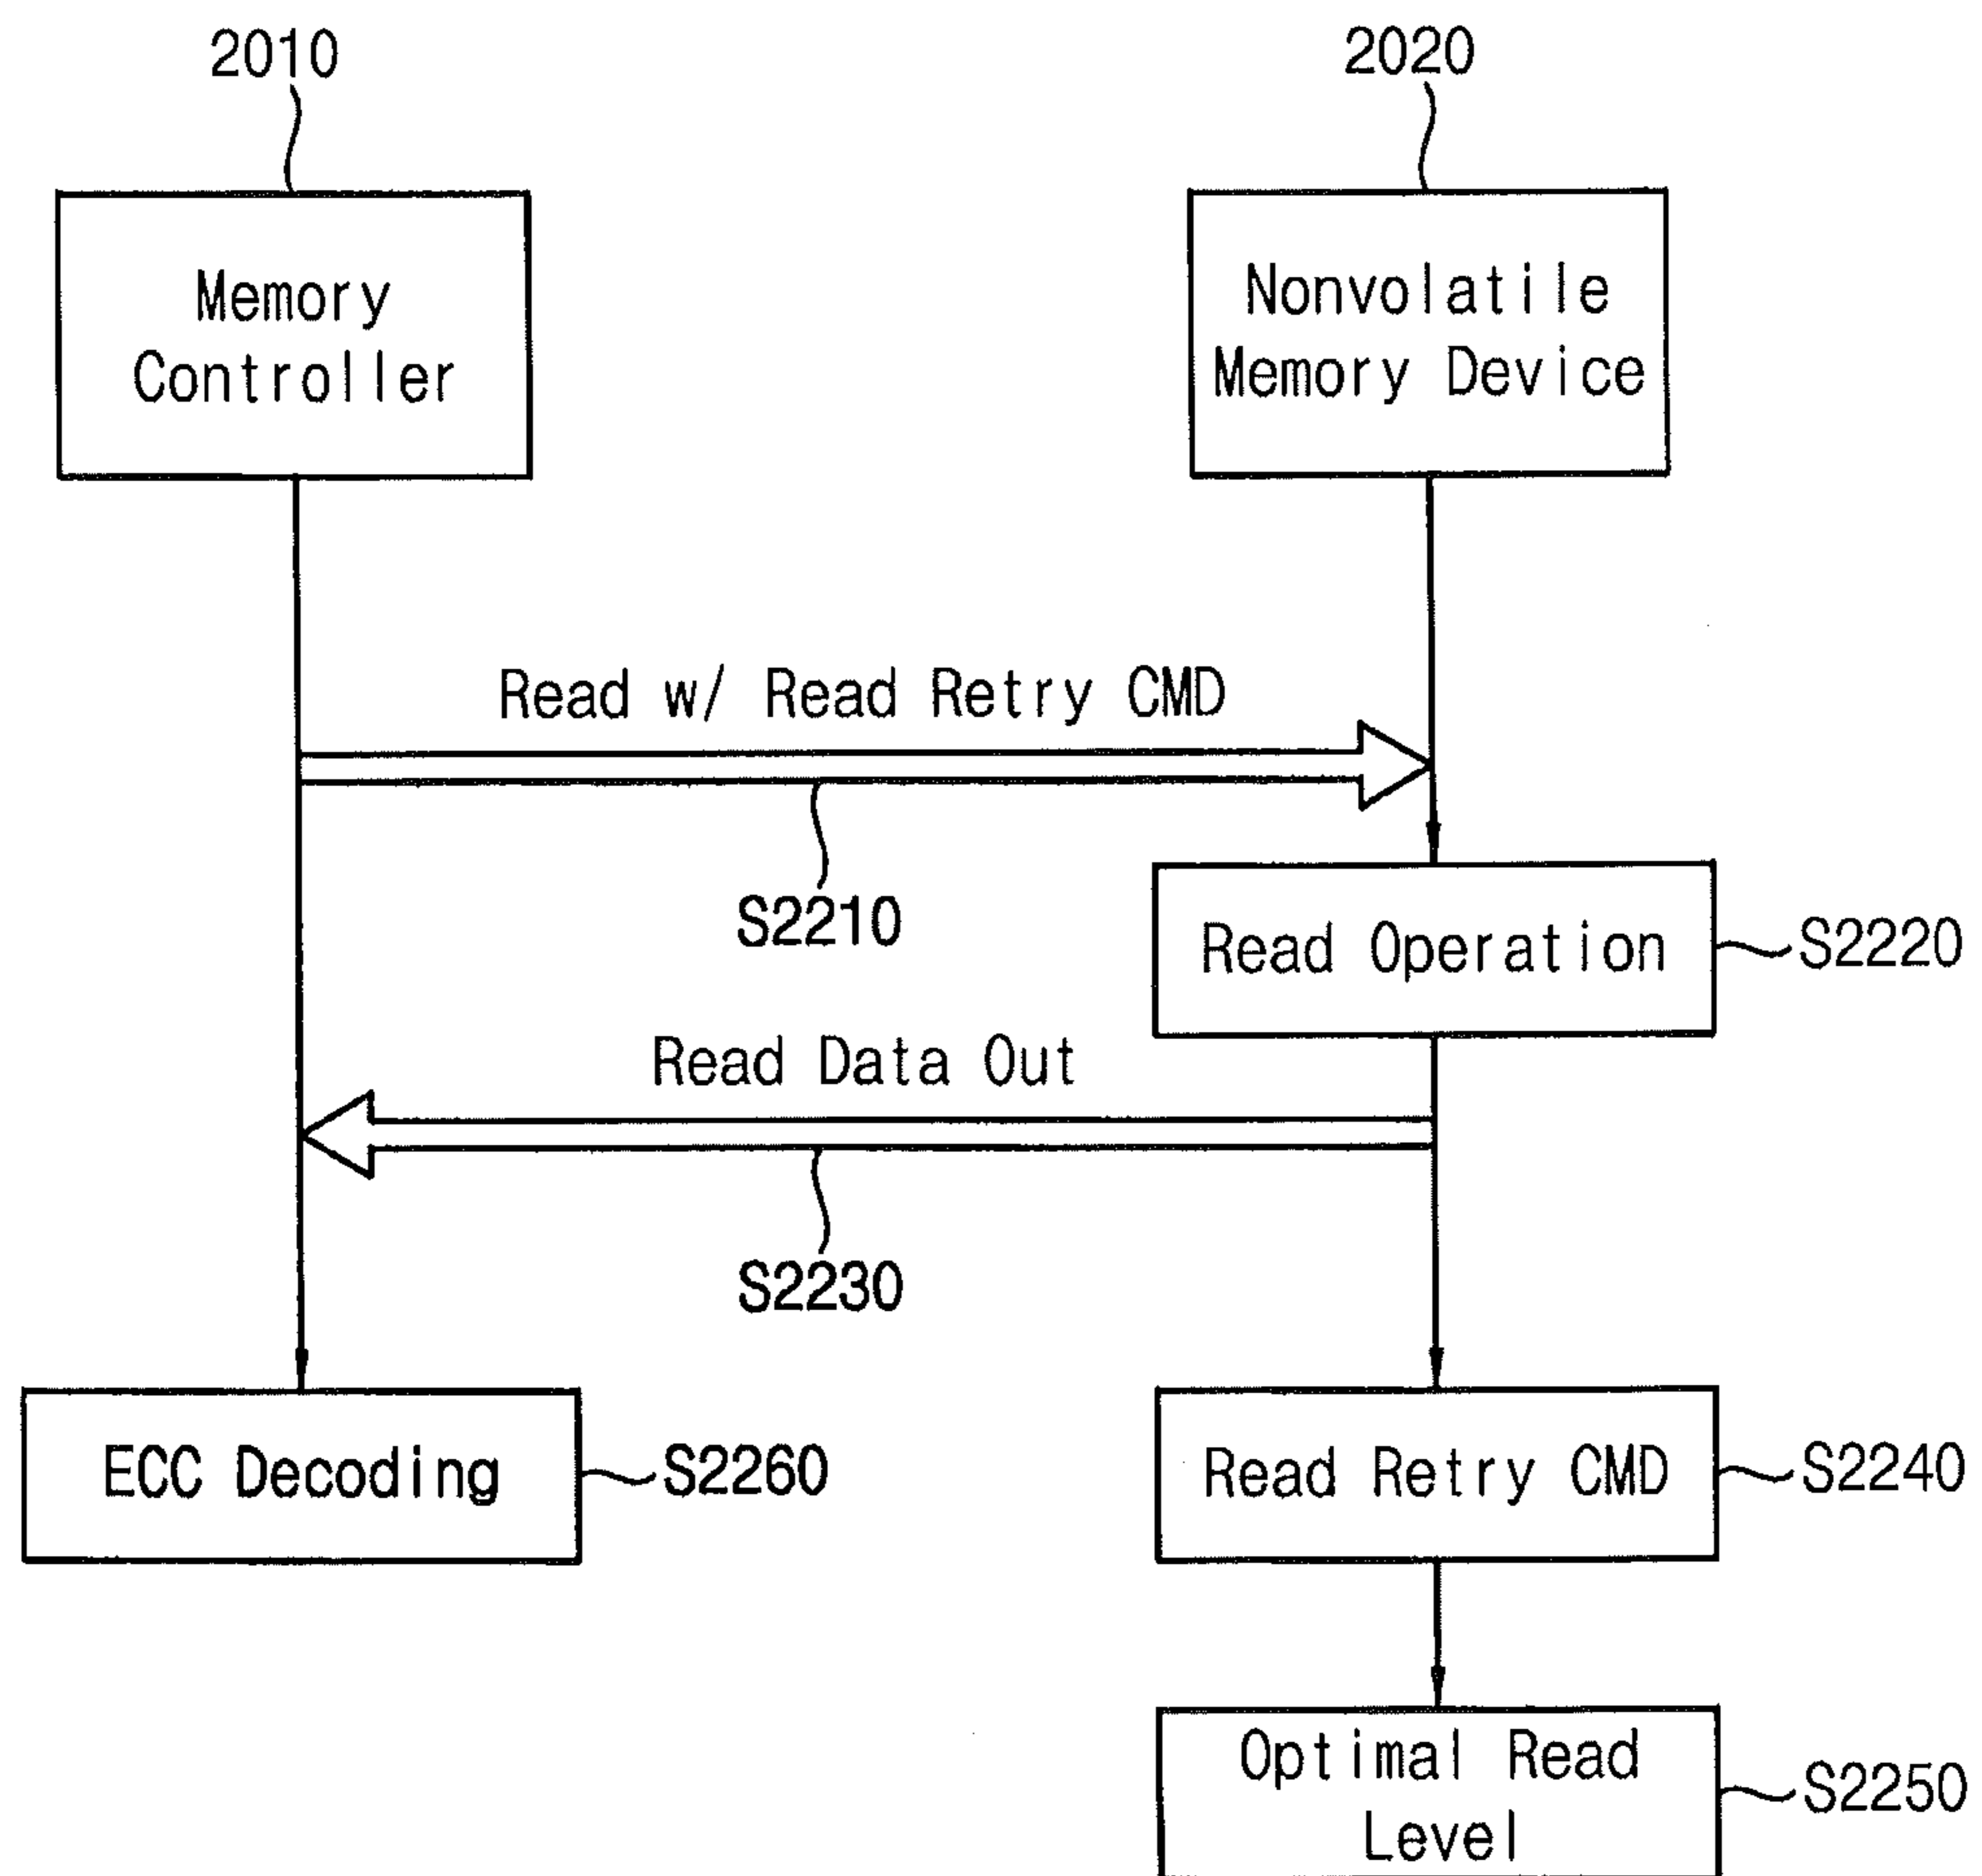 2010
2020
Memory
Controller
Nonvolatile
Memory Device
Read w/ Read Retry CMD
S2210
Read Operation
S2220
Read Data Out
S2230
ECC Decoding
S2260
Read Retry CMD
S2240
Optimal Read
Level
S2250